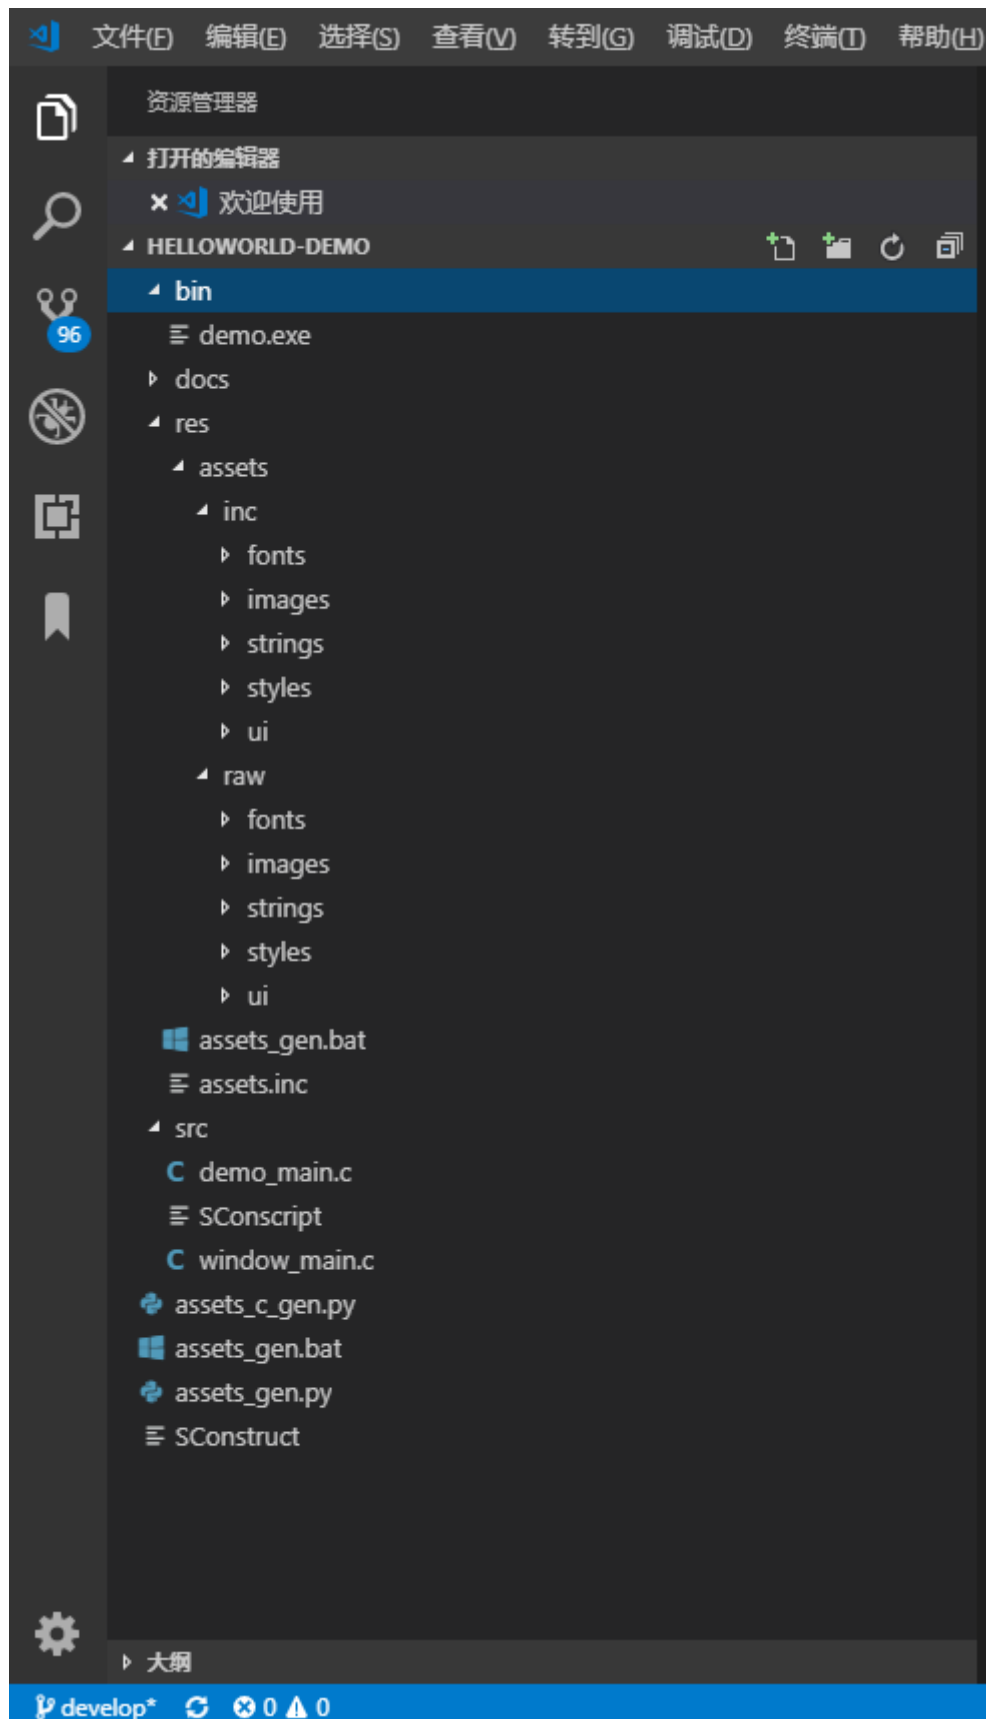 文件(F) 编辑(E) 选择(S) 查看(V) 转到(G) 调试(D) 终端(T) 帮助(H)
资源管理器
打开的编辑器
欢迎使用
HELLOWORLD-DEMO
bin
96
demo.exe
docs
res
assets
inc
fonts
images
strings
styles
ui
raw
fonts
images
strings
styles
ui
assets_gen.bat
assets.inc
src
demo_main.c
SConscript
window_main.c
assets_c_gen.py
assets_gen.bat
assets_gen.py
SConstruct
大纲
develop* 0 0